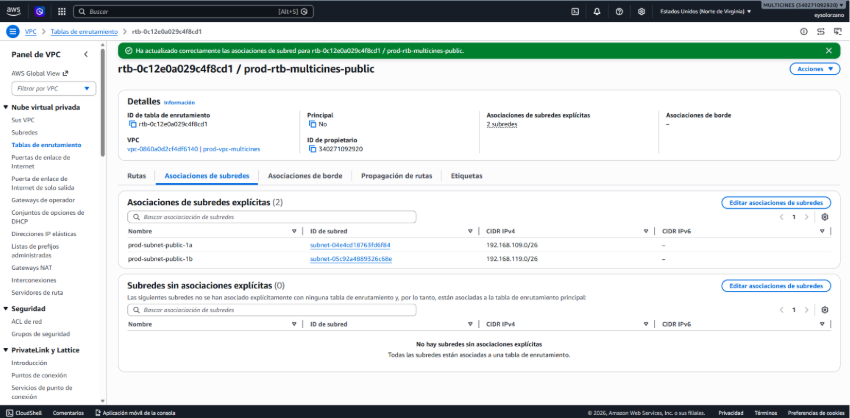 aws
Buscar [Alt+S]
Estados Unidos (Norte de Virginia)
MULTICINES (340271092920)
eysolorzano
VPC > Tablas de enrutamiento > rtb-0c12e0a029c4f8cd1
Panel de VPC
AWS Global View
Filtrar por VPC
Nube virtual privada
Sus VPC
Subredes
Tablas de enrutamiento
Puertas de enlace de Internet
Puerta de enlace de Internet de solo salida
Gateways de operador
Conjuntos de opciones de DHCP
Direcciones IP elásticas
Listas de prefijos administradas
Gateways NAT
Interconexiones
Servidores de ruta
Seguridad
ACL de red
Grupos de seguridad
PrivateLink y Lattice
Introducción
Puntos de conexión
Servicios de punto de conexión
Ha actualizado correctamente las asociaciones de subred para rtb-0c12e0a029c4f8cd1 / prod-rtb-multicines-public.
rtb-0c12e0a029c4f8cd1 / prod-rtb-multicines-public
Acciones
Detalles Información
ID de tabla de enrutamiento
rtb-0c12e0a029c4f8cd1
Principal
No
Asociaciones de subredes explícitas
2 subredes
Asociaciones de borde
–
VPC
vpc-0860a0d2cf4df6140 | prod-vpc-multicines
ID de propietario
340271092920
Rutas Asociaciones de subredes Asociaciones de borde Propagación de rutas Etiquetas
Asociaciones de subredes explícitas (2)
Editar asociaciones de subredes
Buscar asociaciación de subredes
1
Nombre ID de subred CIDR IPv4 CIDR IPv6
prod-subnet-public-1a subnet-04e4cd18763fd6f84 192.168.109.0/26 –
prod-subnet-public-1b subnet-05c92a4889526c68e 192.168.119.0/26 –
Subredes sin asociaciones explícitas (0)
Editar asociaciones de subredes
Las siguientes subredes no se han asociado explícitamente con ninguna tabla de enrutamiento y, por lo tanto, están asociadas a la tabla de enrutamiento principal:
Buscar asociaciación de subredes
1
Nombre ID de subred CIDR IPv4 CIDR IPv6
No hay subredes sin asociaciones explícitas
Todas las subredes están asociadas a una tabla de enrutamiento.
CloudShell Comentarios Aplicación móvil de la consola
© 2026, Amazon Web Services, Inc. o sus filiales. Privacidad Términos Preferencias de cookies